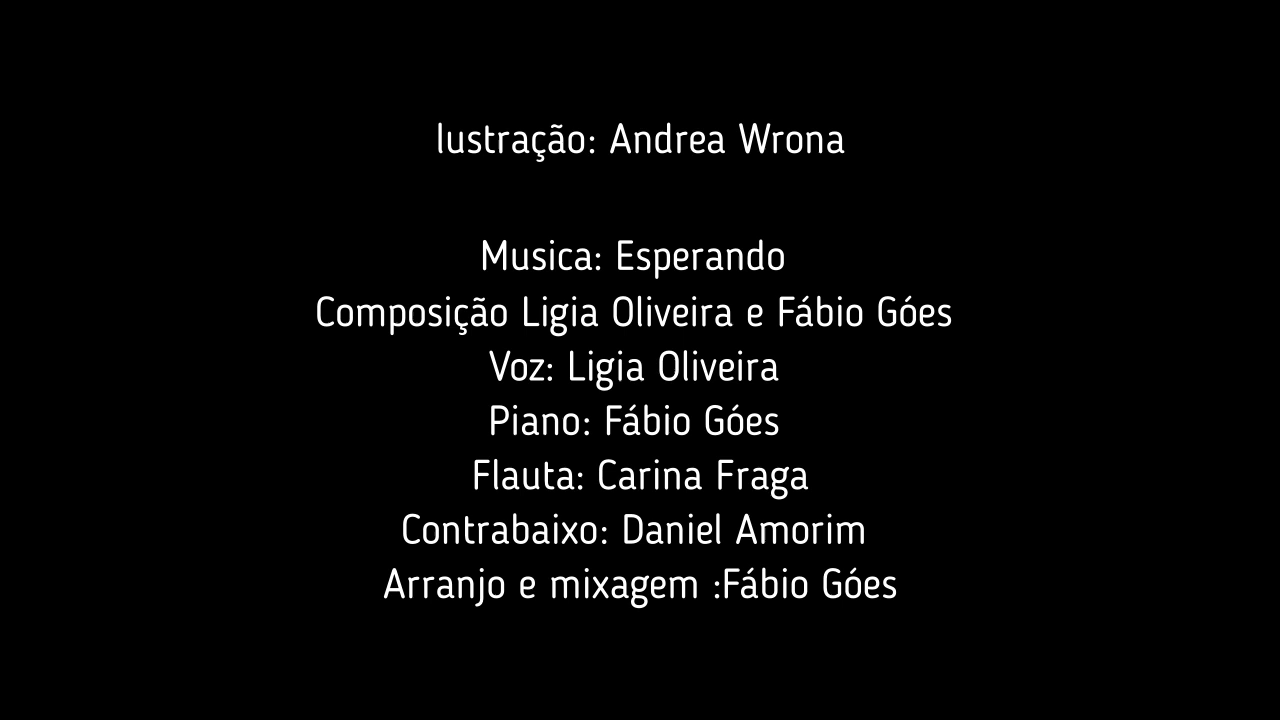 lustração: Andrea Wrona
Musica: Esperando
Composição Ligia Oliveira e Fábio Góes
Voz: Ligia Oliveira
Piano: Fábio Góes
Flauta: Carina Fraga
Contrabaixo: Daniel Amorim
Arranjo e mixagem :Fábio Góes